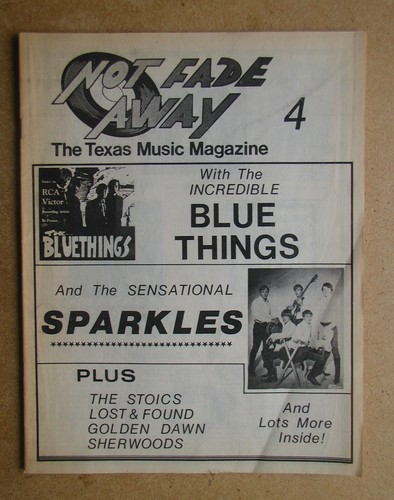 NOT FADE
AWAY
4
The Texas Music Magazine
RCA
Victor
THE
BLUETHINGS
With The
INCREDIBLE
BLUE
THINGS
And The SENSATIONAL
SPARKLES
PLUS
THE STOICS
LOST & FOUND
GOLDEN DAWN
SHERWOODS
And
Lots More
Inside!